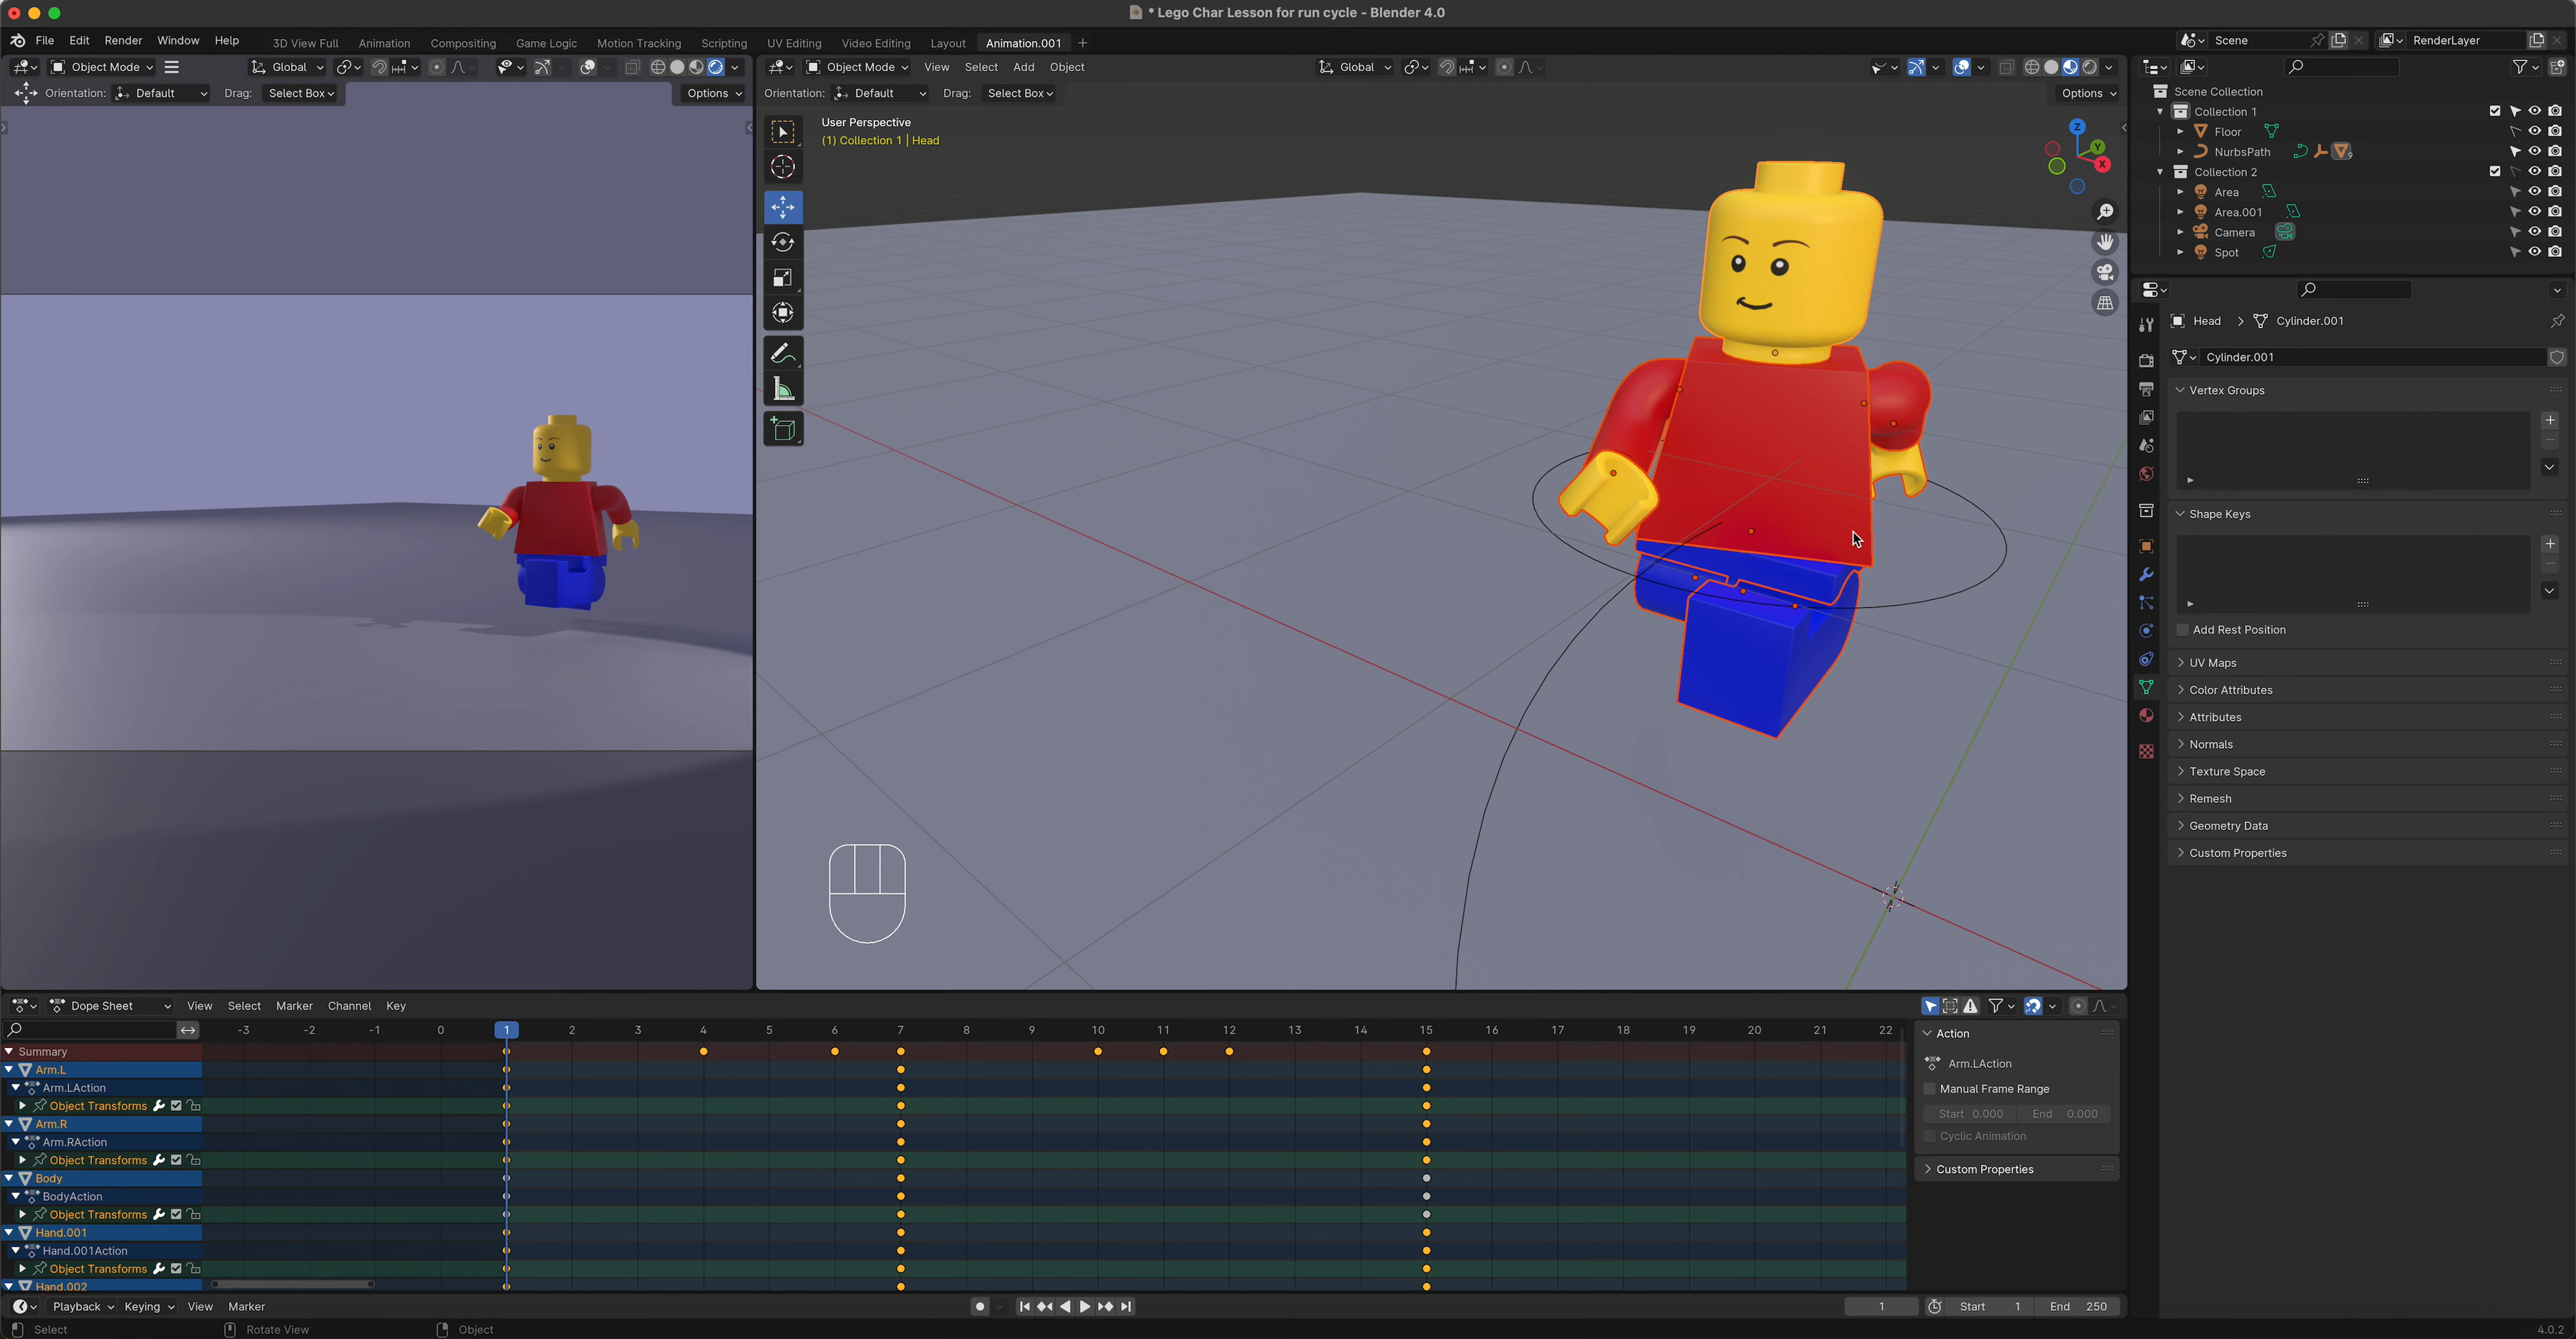 * Lego Char Lesson for run cycle - Blender 4.0
File Edit Render Window Help 3D View Full Animation Compositing Game Logic Motion Tracking Scripting UV Editing Video Editing Layout Animation.001 Scene RenderLayer
Object Mode Global
Orientation: Default Drag: Select Box Options
Object Mode View Select Add Object Global
Orientation: Default Drag: Select Box Options
User Perspective
(1) Collection 1 | Head
Z
Y
X
Scene Collection
Collection 1
Floor
NurbsPath 9
Collection 2
Area
Area.001
Camera
Spot
Head > Cylinder.001
Cylinder.001
Vertex Groups
Shape Keys
Add Rest Position
UV Maps
Color Attributes
Attributes
Normals
Texture Space
Remesh
Geometry Data
Custom Properties
Dope Sheet View Select Marker Channel Key
-3 -2 -1 0 1 2 3 4 5 6 7 8 9 10 11 12 13 14 15 16 17 18 19 20 21 22
Summary
Arm.L
Arm.LAction
Object Transforms
Arm.R
Arm.RAction
Object Transforms
Body
BodyAction
Object Transforms
Hand.001
Hand.001Action
Object Transforms
Hand.002
Action
Arm.LAction
Manual Frame Range
Start 0.000 End 0.000
Cyclic Animation
Custom Properties
Playback Keying View Marker 1 Start 1 End 250
Select Rotate View Object 4.0.2